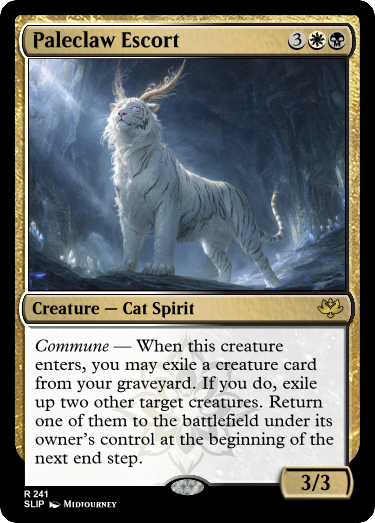 Paleclaw Escort 3
Creature — Cat Spirit
Commune — When this creature
enters, you may exile a creature card
from your graveyard. If you do, exile
up two other target creatures. Return
one of them to the battlefield under its
owner's control at the beginning of the
next end step.
3/3
R 241
SLIP Midjourney